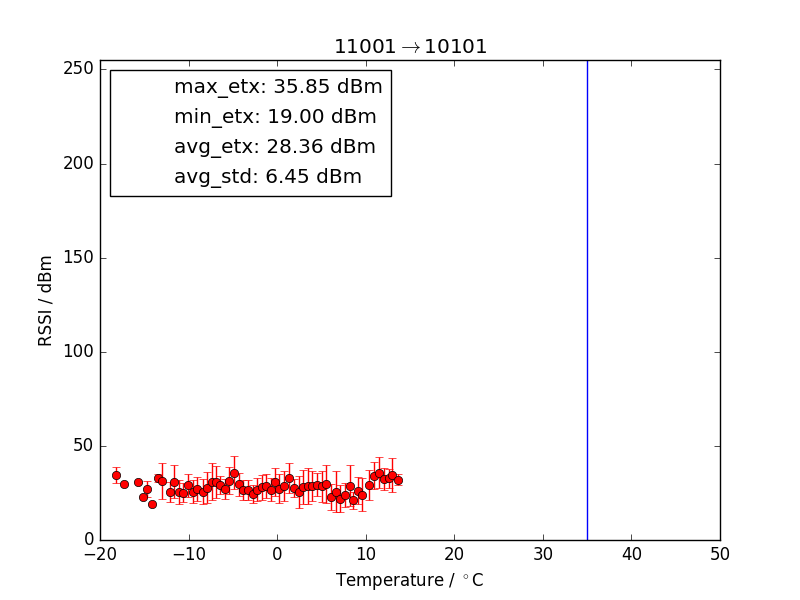 11001→10101
max_etx: 35.85 dBm
min_etx: 19.00 dBm
avg_etx: 28.36 dBm
avg_std: 6.45 dBm
RSSI / dBm
250
200
150
100
50
0
−20 −10 0 10 20 30 40 50
Temperature / °C